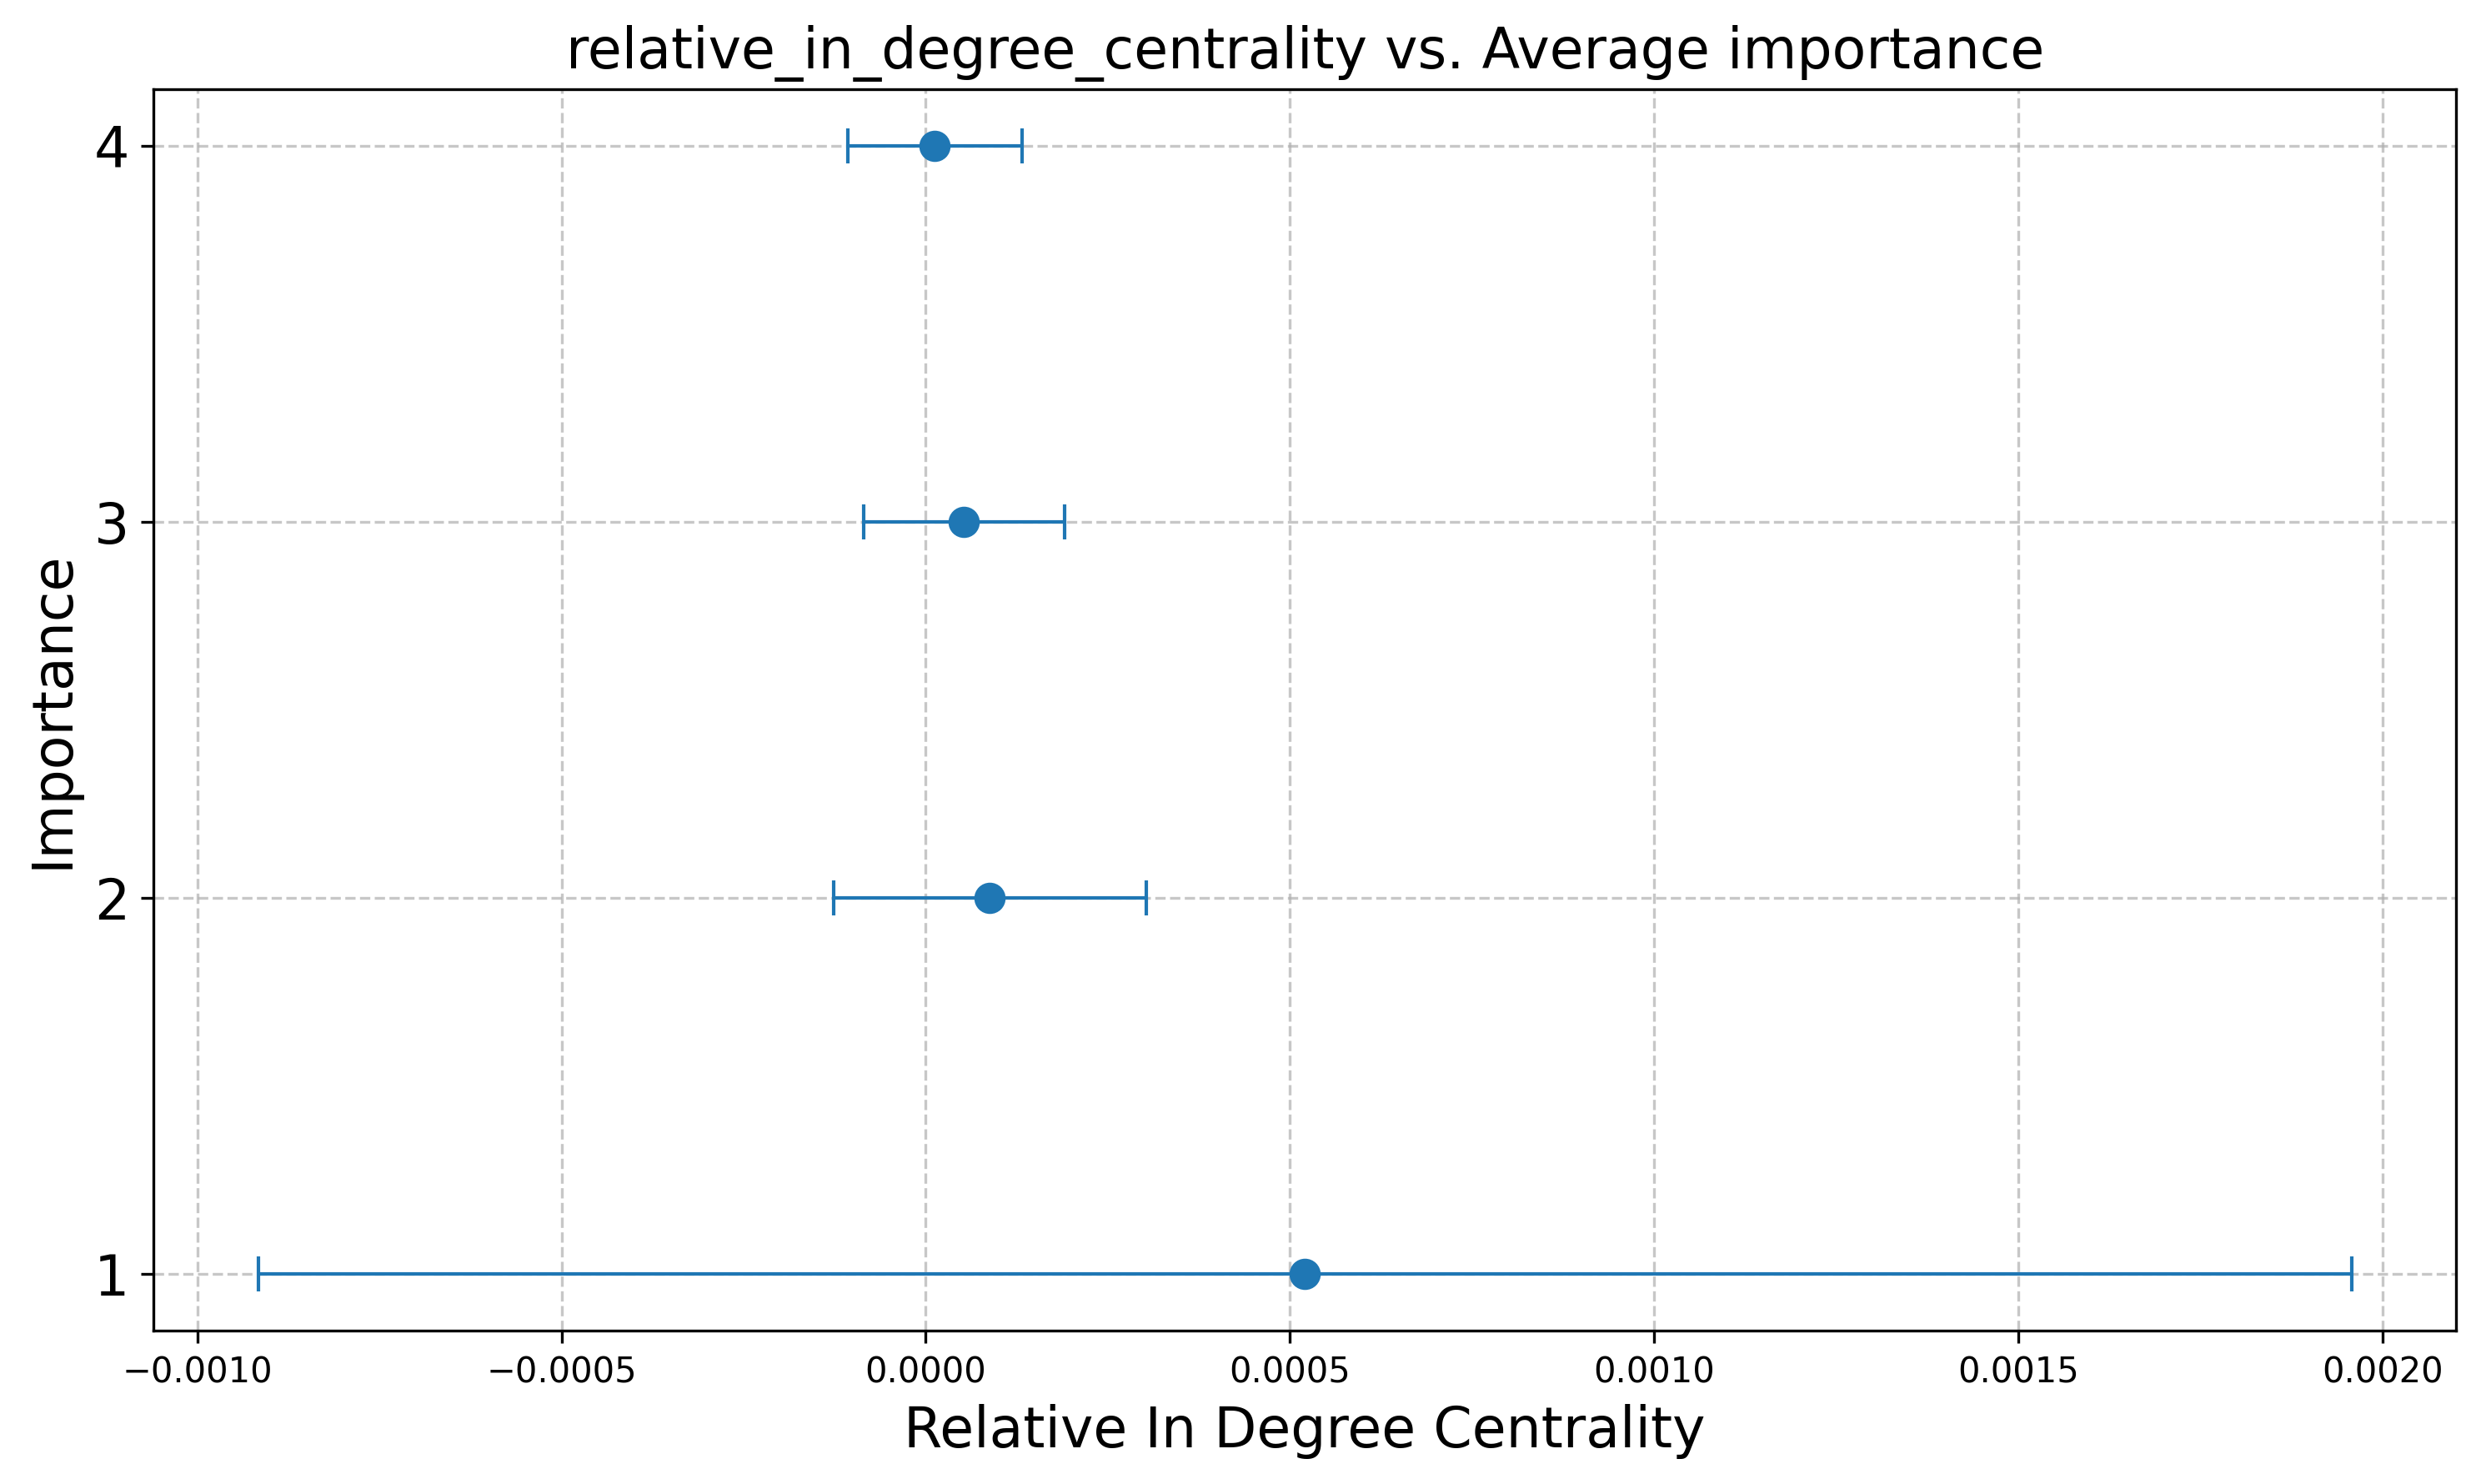 relative_in_degree_centrality vs. Average importance
4
3
2
1
Importance
−0.0010 −0.0005 0.0000 0.0005 0.0010 0.0015 0.0020
Relative In Degree Centrality